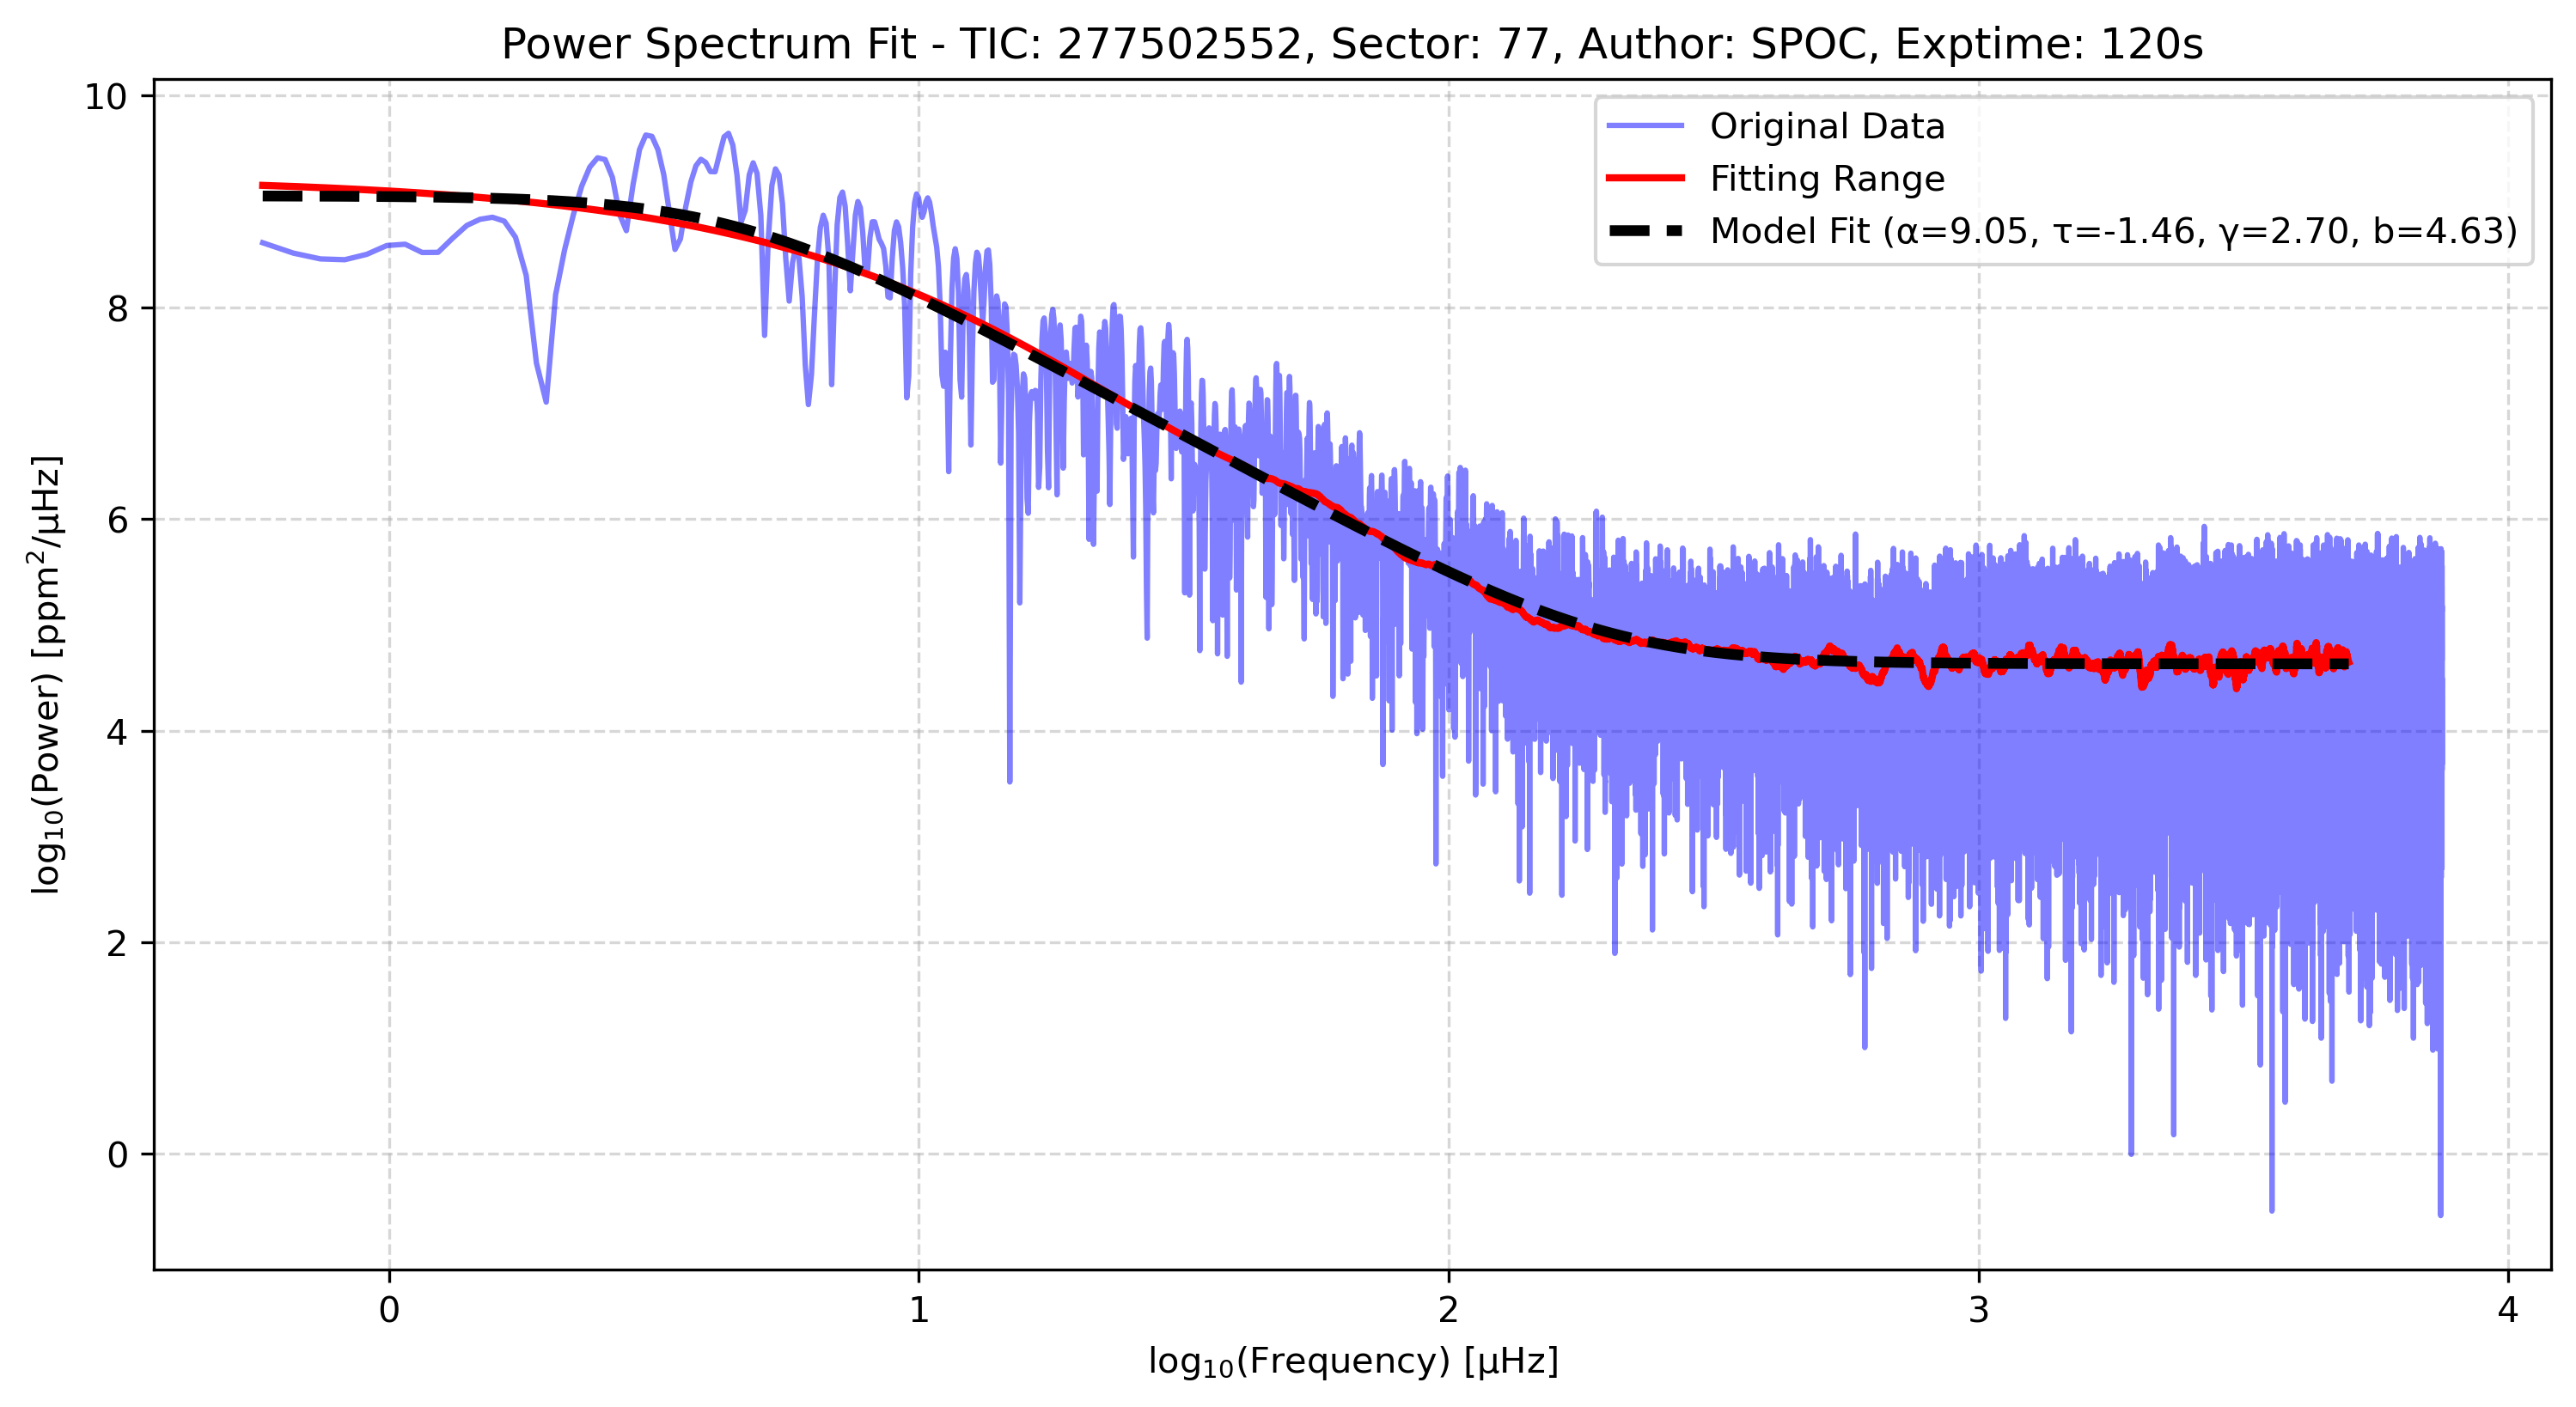 Power Spectrum Fit - TIC: 277502552, Sector: 77, Author: SPOC, Exptime: 120s
Original Data
Fitting Range
Model Fit (α=9.05, τ=-1.46, γ=2.70, b=4.63)
log₁₀(Power) [ppm²/μHz]
10
8
6
4
2
0
0 1 2 3 4
log₁₀(Frequency) [μHz]